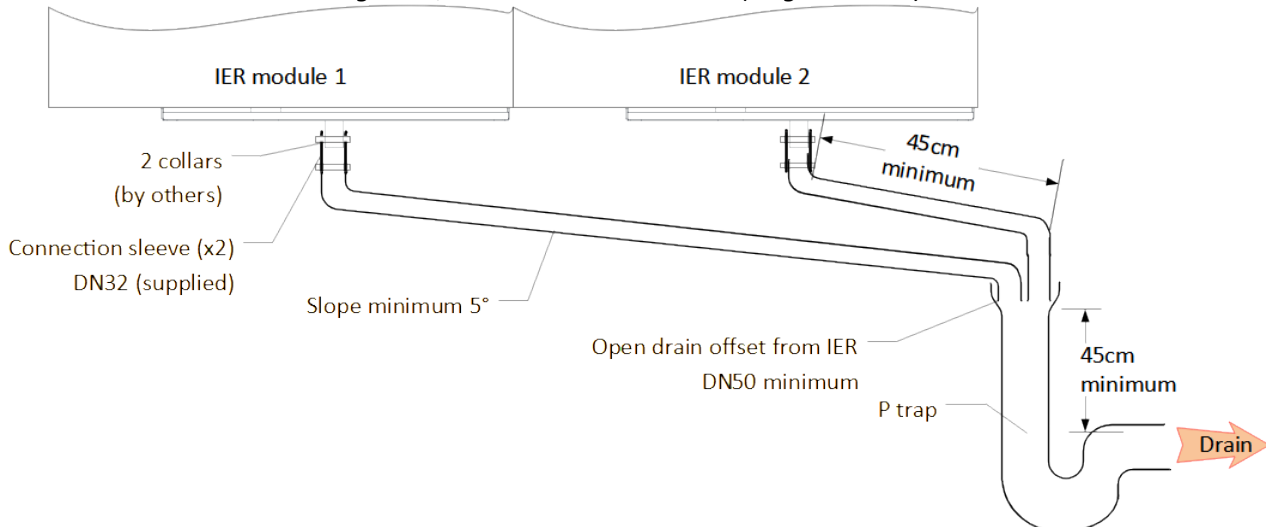 IER module 1
IER module 2
45cm
minimum
2 collars
(by others)
Connection sleeve (x2)
DN32 (supplied)
Slope minimum 5°
Open drain offset from IER
DN50 minimum
45cm
minimum
P trap
Drain